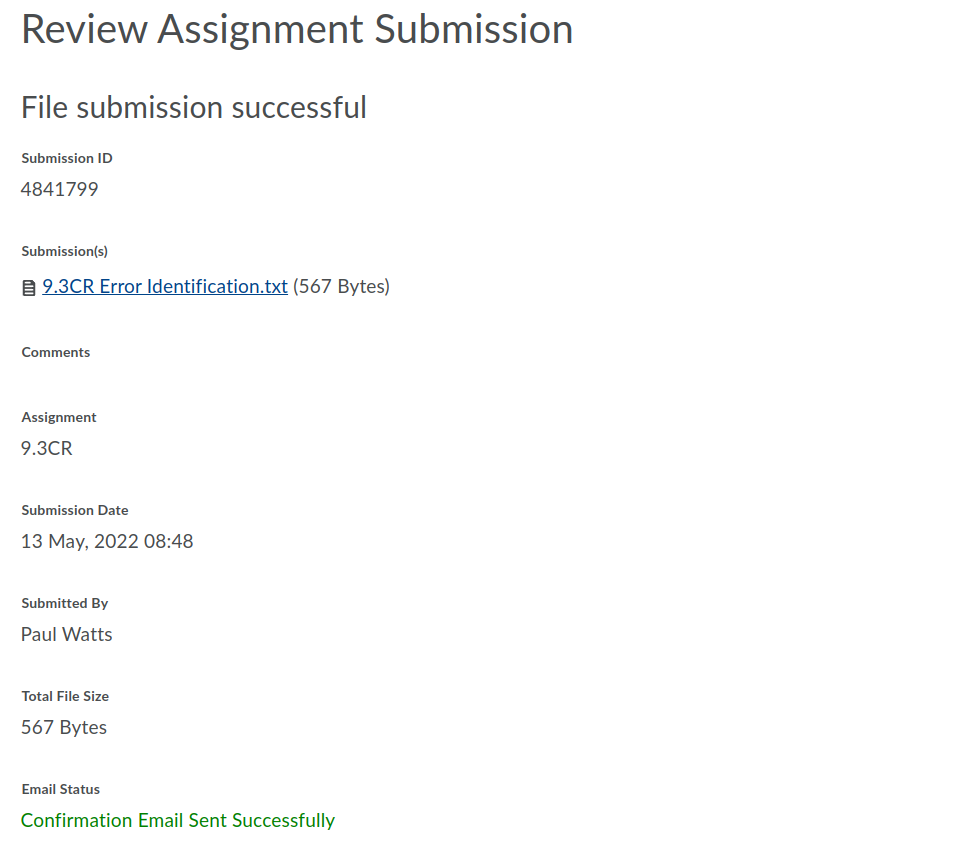 Review Assignment Submission
File submission successful
Submission ID
4841799
Submission(s)
9.3CR Error Identification.txt (567 Bytes)
Comments
Assignment
9.3CR
Submission Date
13 May, 2022 08:48
Submitted By
Paul Watts
Total File Size
567 Bytes
Email Status
Confirmation Email Sent Successfully